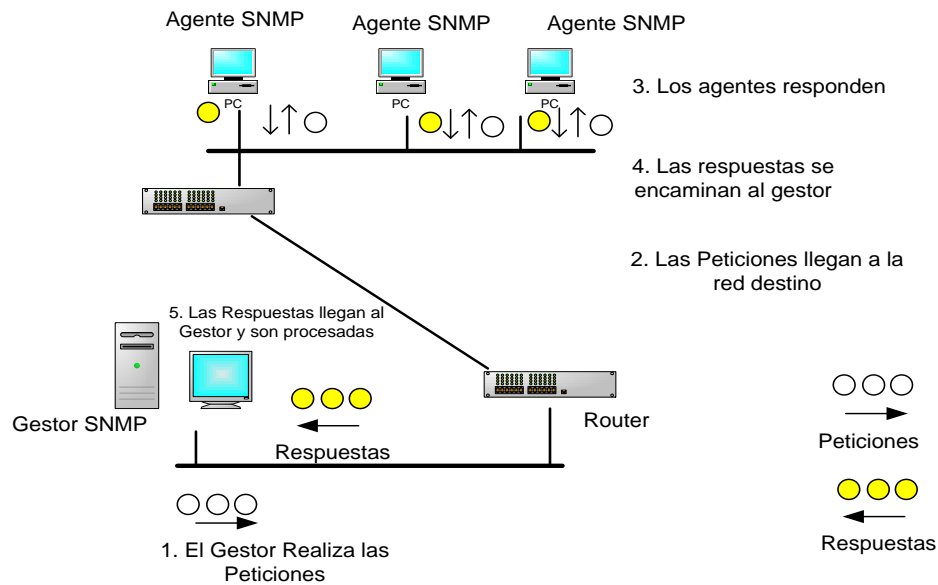 Agente SNMP
Agente SNMP
Agente SNMP
PC
PC
PC
3. Los agentes responden
4. Las respuestas se
encaminan al gestor
2. Las Peticiones llegan a la
red destino
5. Las Respuestas llegan al
Gestor y son procesadas
Gestor SNMP
Respuestas
Router
Peticiones
Respuestas
1. El Gestor Realiza las
Peticiones